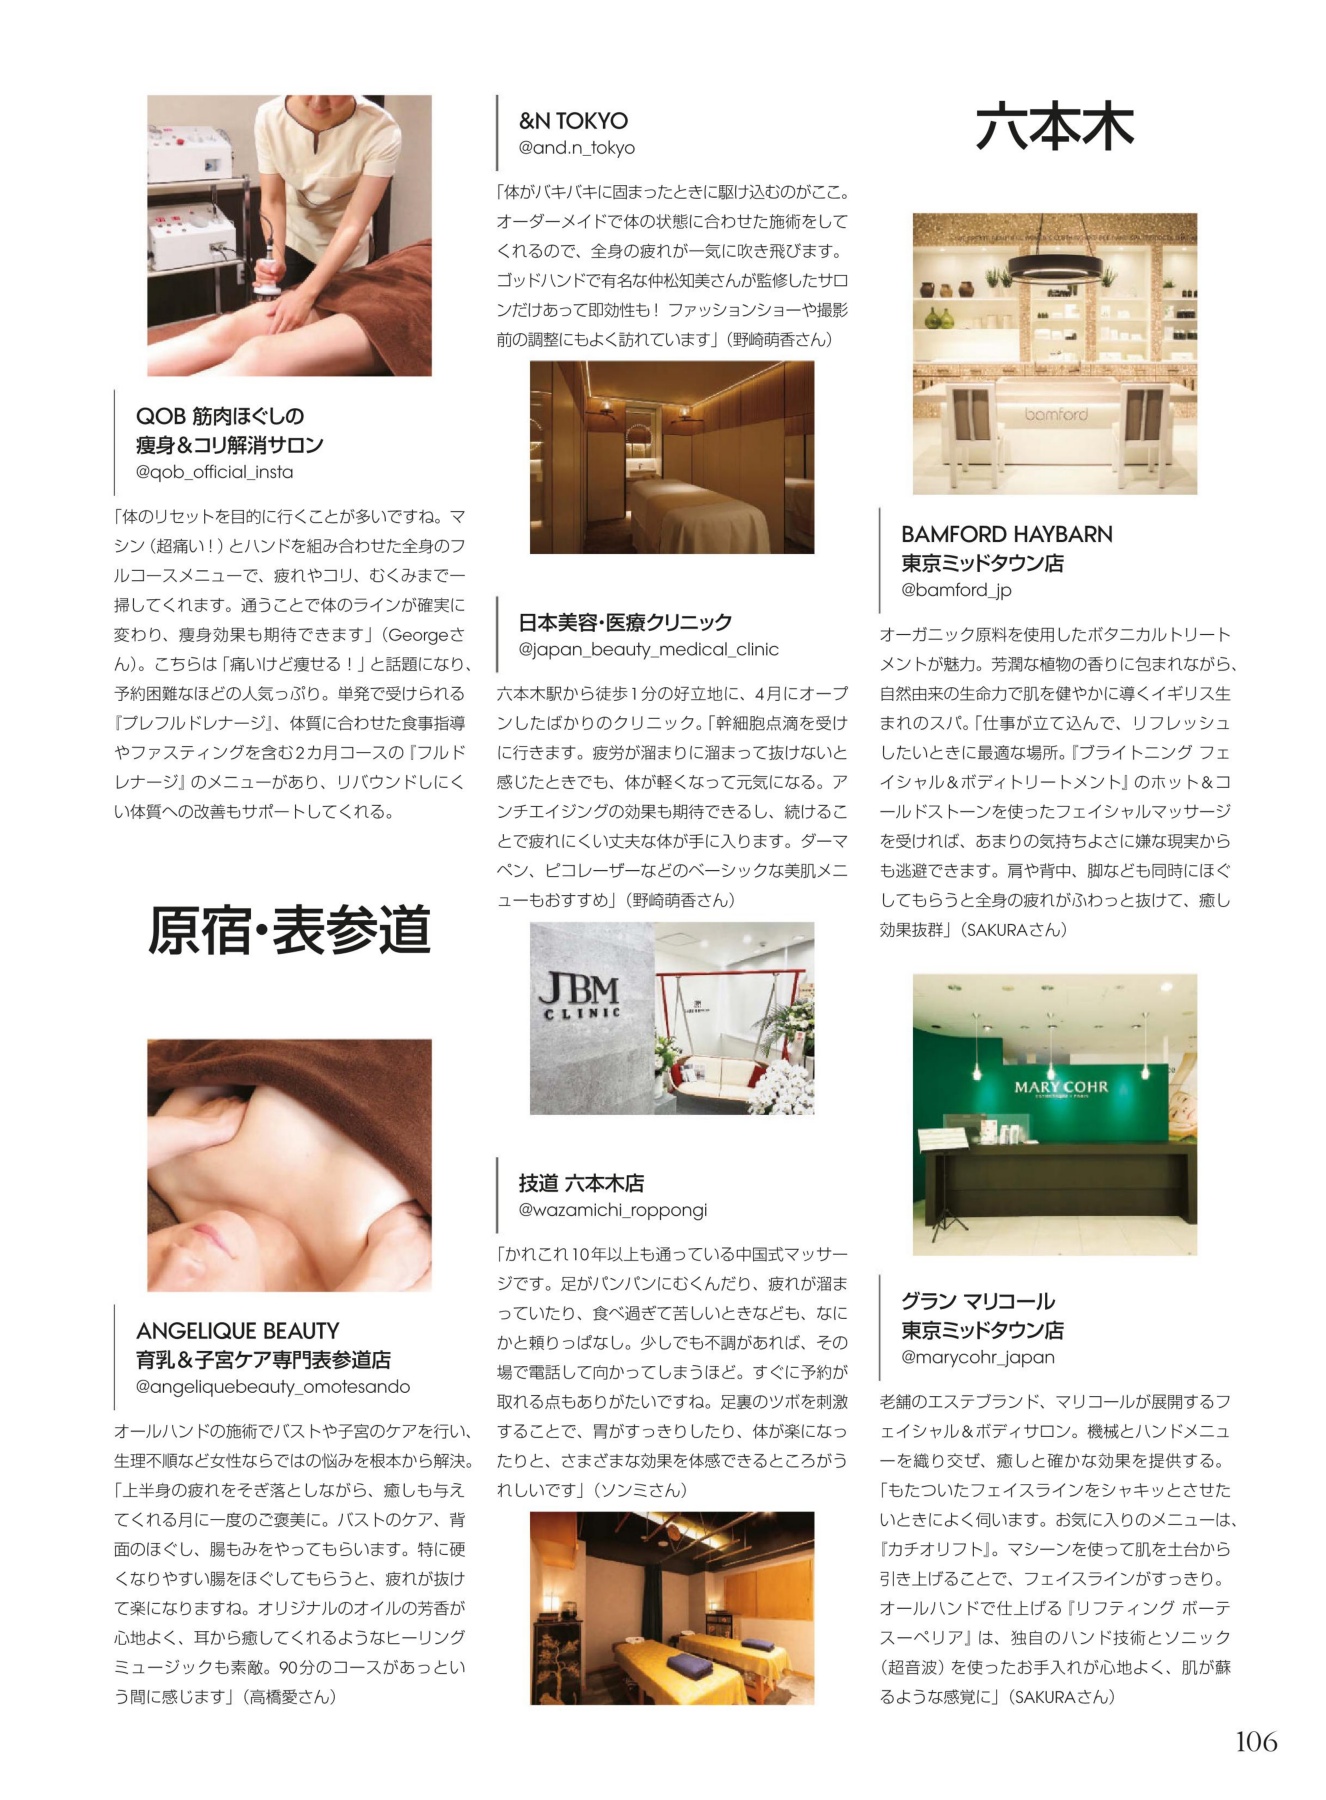 六本木
bamford
BAMFORD HAYBARN
東京ミッドタウン店
@bamford_jp
オーガニック原料を使用したボタニカルトリート
メントが魅力。芳潤な植物の香りに包まれながら、
自然由来の生命力で肌を健やかに導くイギリス生
まれのスパ。「仕事が立て込んで、リフレッシュ
したいときに最適な場所。『ブライトニング フェ
イシャル＆ボディトリートメント』のホット＆コ
ールドストーンを使ったフェイシャルマッサージ
を受ければ、あまりの気持ちよさに嫌な現実から
も逃避できます。肩や背中、脚なども同時にほぐ
してもらうと全身の疲れがふわっと抜けて、癒し
効果抜群」（SAKURAさん）
MARY COHR
グラン マリコール
東京ミッドタウン店
@marycohr_japan
老舗のエステブランド、マリコールが展開するフ
ェイシャル＆ボディサロン。機械とハンドメニュ
ーを織り交ぜ、癒しと確かな効果を提供する。
「もたついたフェイスラインをシャキッとさせた
いときによく伺います。お気に入りのメニューは、
『カチオリフト』。マシーンを使って肌を土台から
引き上げることで、フェイスラインがすっきり。
オールハンドで仕上げる『リフティング ボーテ
スーペリア』は、独自のハンド技術とソニック
（超音波）を使ったお手入れが心地よく、肌が蘇
るような感覚に」（SAKURAさん）
&N TOKYO
@and.n_tokyo
「体がバキバキに固まったときに駆け込むのがここ。
オーダーメイドで体の状態に合わせた施術をして
くれるので、全身の疲れが一気に吹き飛びます。
ゴッドハンドで有名な仲松知美さんが監修したサロ
ンだけあって即効性も！ ファッションショーや撮影
前の調整にもよく訪れています」（野崎萌香さん）
日本美容・医療クリニック
@japan_beauty_medical_clinic
六本木駅から徒歩1分の好立地に、4月にオープ
ンしたばかりのクリニック。「幹細胞点滴を受け
に行きます。疲労が溜まりに溜まって抜けないと
感じたときでも、体が軽くなって元気になる。ア
ンチエイジングの効果も期待できるし、続けるこ
とで疲れにくい丈夫な体が手に入ります。ダーマ
ペン、ピコレーザーなどのベーシックな美肌メニ
ューもおすすめ」（野崎萌香さん）
JBM
CLINIC
技道 六本木店
@wazamichi_roppongi
「かれこれ10年以上も通っている中国式マッサー
ジです。足がパンパンにむくんだり、疲れが溜ま
っていたり、食べ過ぎて苦しいときなども、なに
かと頼りっぱなし。少しでも不調があれば、その
場で電話して向かってしまうほど。すぐに予約が
取れる点もありがたいですね。足裏のツボを刺激
することで、胃がすっきりしたり、体が楽になっ
たりと、さまざまな効果を体感できるところがう
れしいです」（ソンミさん）
QOB 筋肉ほぐしの
痩身＆コリ解消サロン
@qob_official_insta
「体のリセットを目的に行くことが多いですね。マ
シン（超痛い！）とハンドを組み合わせた全身のフ
ルコースメニューで、疲れやコリ、むくみまで一
掃してくれます。通うことで体のラインが確実に
変わり、痩身効果も期待できます」（Georgeさ
ん）。こちらは「痛いけど痩せる！」と話題になり、
予約困難なほどの人気っぷり。単発で受けられる
『プレフルドレナージ』、体質に合わせた食事指導
やファスティングを含む2カ月コースの『フルド
レナージ』のメニューがあり、リバウンドしにく
い体質への改善もサポートしてくれる。
原宿・表参道
ANGELIQUE BEAUTY
育乳＆子宮ケア専門表参道店
@angeliquebeauty_omotesando
オールハンドの施術でバストや子宮のケアを行い、
生理不順など女性ならではの悩みを根本から解決。
「上半身の疲れをそぎ落としながら、癒しも与え
てくれる月に一度のご褒美に。バストのケア、背
面のほぐし、腸もみをやってもらいます。特に硬
くなりやすい腸をほぐしてもらうと、疲れが抜け
て楽になりますね。オリジナルのオイルの芳香が
心地よく、耳から癒してくれるようなヒーリング
ミュージックも素敵。90分のコースがあっとい
う間に感じます」（高橋愛さん）
106